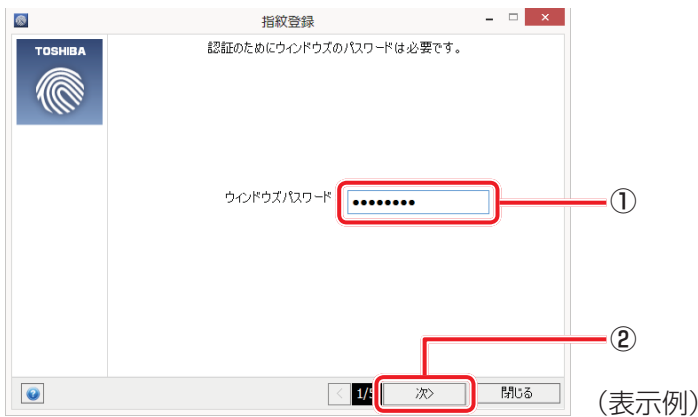 指紋登録
TOSHIBA
認証のためにウィンドウズのパスワードは必要です。
ウィンドウズパスワード ●●●●●●●●
①
②
< 1/5 次> 閉じる
(表示例)